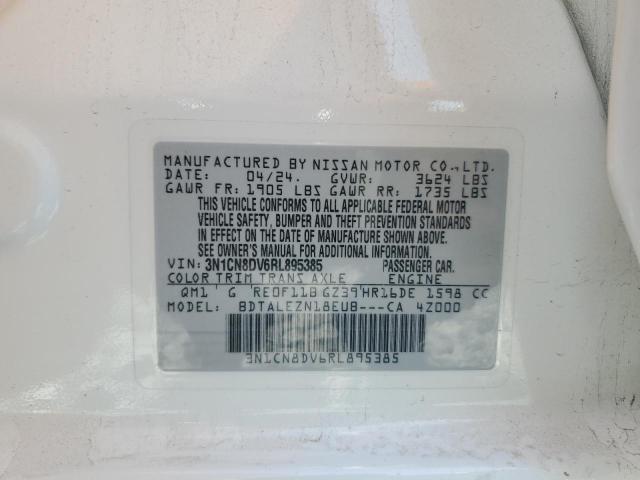 MANUFACTURED BY NISSAN MOTOR CO.,LTD.
DATE: 04/24. GVWR: 3624 LBS
GAWR FR: 1905 LBS GAWR RR: 1735 LBS
THIS VEHICLE CONFORMS TO ALL APPLICABLE FEDERAL MOTOR
VEHICLE SAFETY, BUMPER AND THEFT PREVENTION STANDARDS
IN EFFECT ON THE DATE OF MANUFACTURE SHOWN ABOVE.
SEE OWNER'S MANUAL FOR ADDITIONAL INFORMATION.
VIN: 3N1CN8DV6RL895385 PASSENGER CAR.
COLOR TRIM TRANS AXLE ENGINE
QM1 G RE0F11B GZ39 HR16DE 1598 CC
BDTALEZN18EUB---CA 4Z000
3N1CN8DV6RL895385